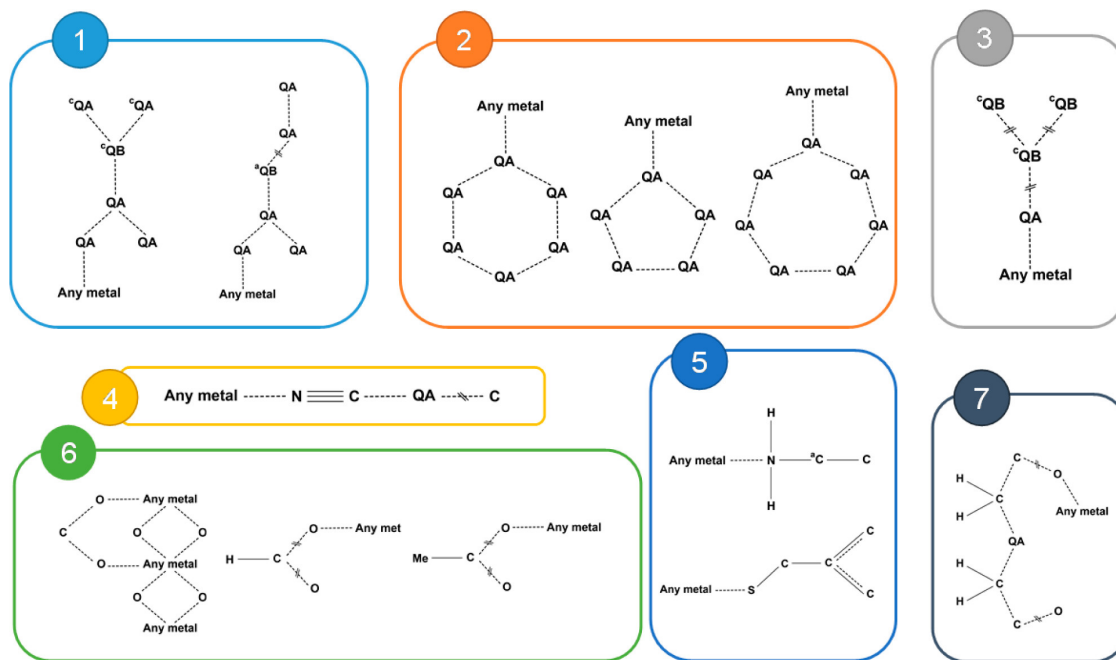 1
cQA cQA
cQB
QA
QA QA
Any metal
QA
QA
aQB
QA
QA QA
Any metal
2
Any metal
QA
QA QA
QA QA
QA
Any metal
QA
QA QA
QA QA
Any metal
QA
QA QA
QA QA
QA QA
3
cQB cQB
cQB
QA
Any metal
4
Any metal N C QA C
5
H
Any metal N aC C
H
C
C C
Any metal S C
6
O Any metal
C O O
O Any metal
O O
Any metal
O Any met
H C
O
O Any metal
Me C
O
7
C O
H
C Any metal
H
QA
H
C
H
C O